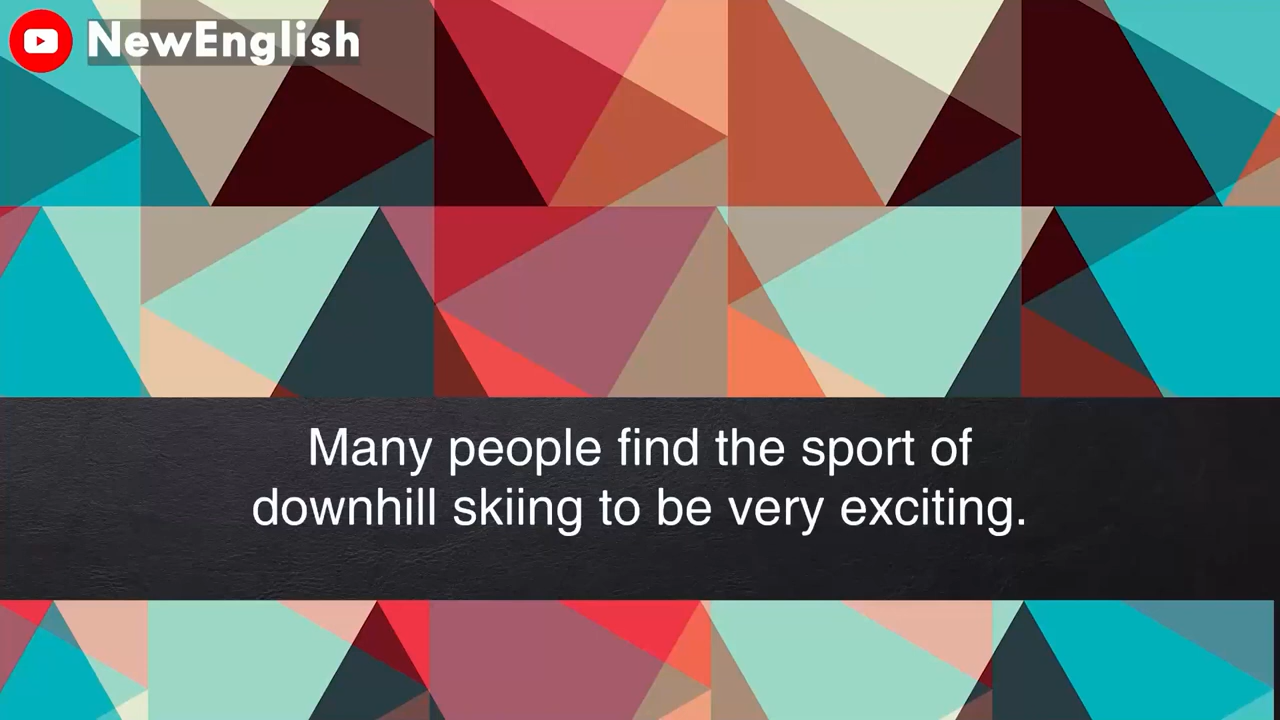 NewEnglish
Many people find the sport of
downhill skiing to be very exciting.